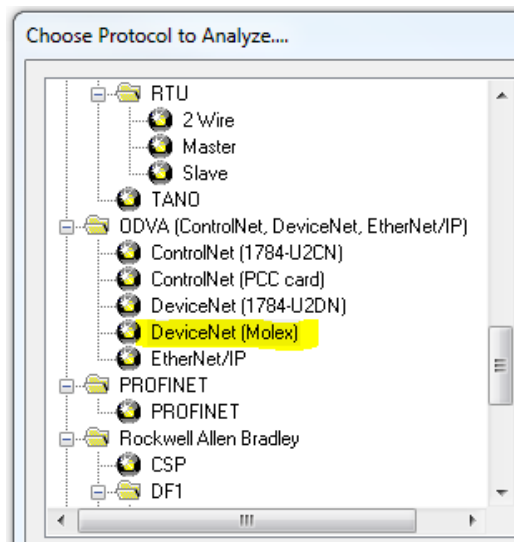 Choose Protocol to Analyze....
RTU
2 Wire
Master
Slave
TANO
ODVA (ControlNet, DeviceNet, EtherNet/IP)
ControlNet (1784-U2CN)
ControlNet (PCC card)
DeviceNet (1784-U2DN)
DeviceNet (Molex)
EtherNet/IP
PROFINET
PROFINET
Rockwell Allen Bradley
CSP
DF1